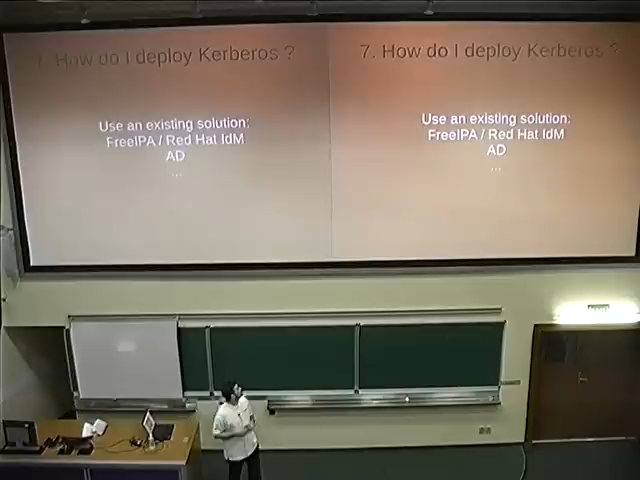 7. How do I deploy Kerberos ?
Use an existing solution:
FreeIPA / Red Hat IdM
AD
...
7. How do I deploy Kerberos ?
Use an existing solution:
FreeIPA / Red Hat IdM
AD
...